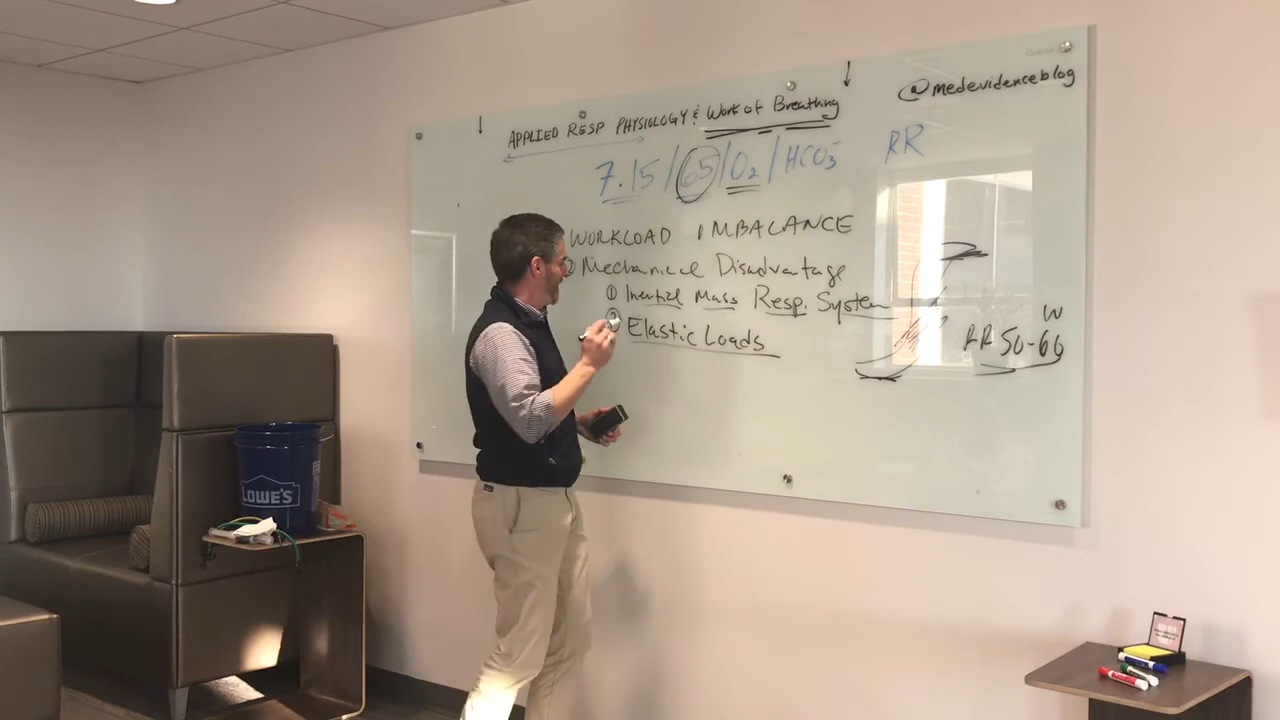 @medevidenceblog
APPLIED RESP PHYSIOLOGY & Work of Breathing
7.15 / 65 / O₂ / HCO₃⁻ RR
WORKLOAD IMBALANCE
Mechanical Disadvantage
① Inertial Mass Resp. System
② Elastic Loads
W
RR 50-60
LOWE'S